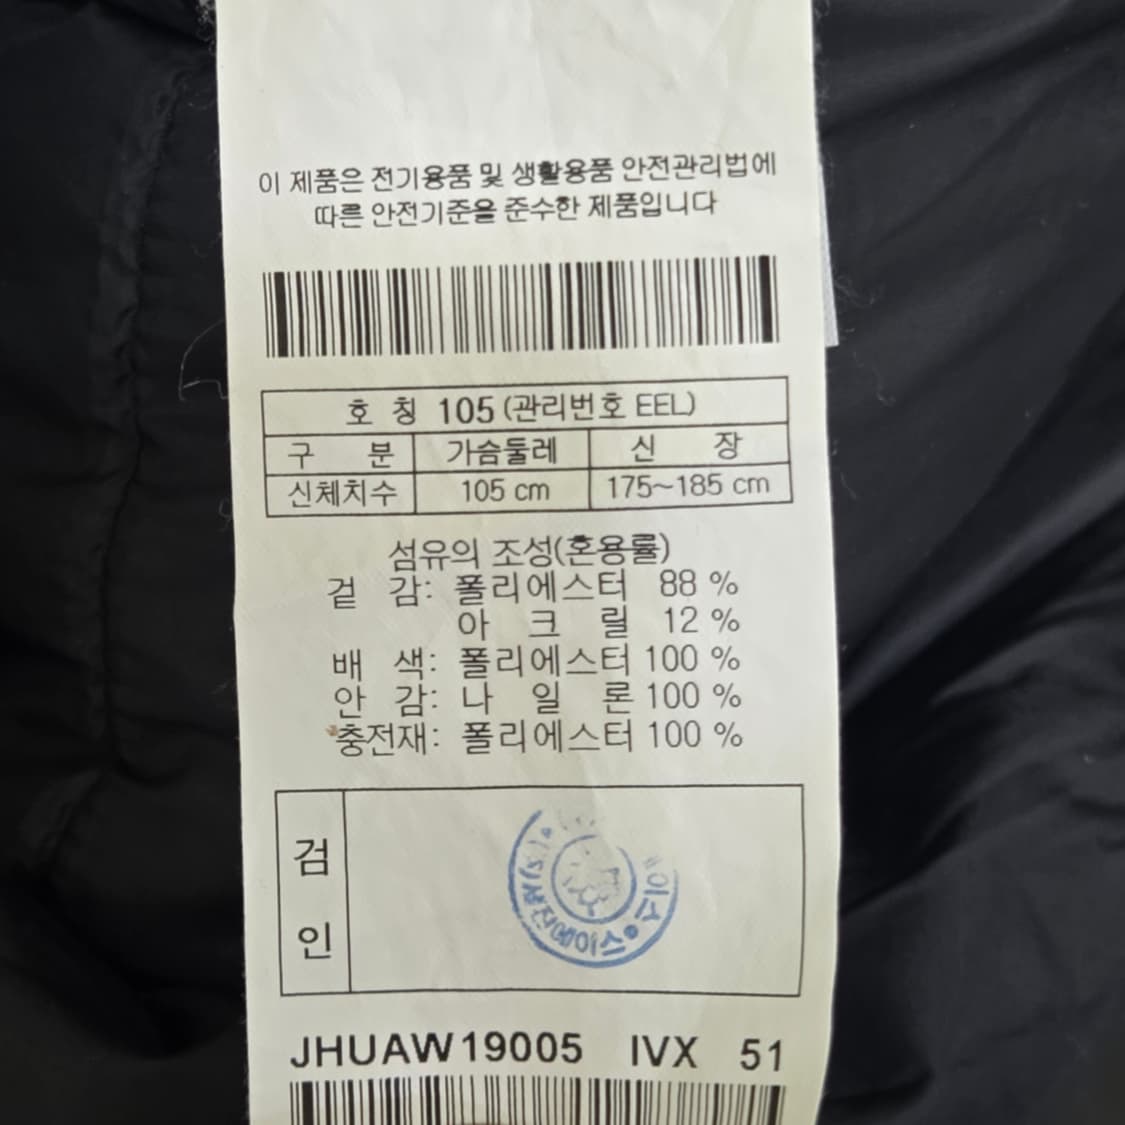 이 제품은 전기용품 및 생활용품 안전관리법에
따른 안전기준을 준수한 제품입니다
호 칭 105 (관리번호 EEL)
구 분 가슴둘레 신 장
신체치수 105 cm 175~185 cm
섬유의 조성(혼용률)
겉 감: 폴리에스터 88 %
아 크 릴 12 %
배 색: 폴리에스터 100 %
안 감: 나 일 론 100 %
충전재: 폴리에스터 100 %
검
인
JHUAW19005 IVX 51